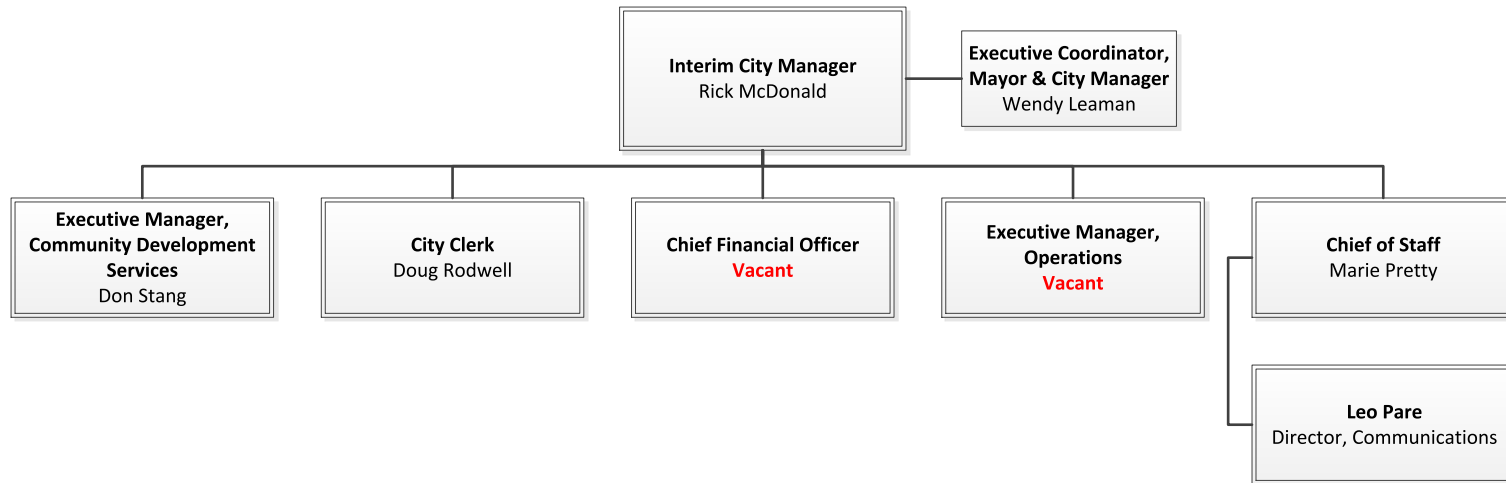 Interim City Manager
Rick McDonald
Executive Coordinator,
Mayor & City Manager
Wendy Leaman
Executive Manager,
Community Development
Services
Don Stang
City Clerk
Doug Rodwell
Chief Financial Officer
Vacant
Executive Manager,
Operations
Vacant
Chief of Staff
Marie Pretty
Leo Pare
Director, Communications